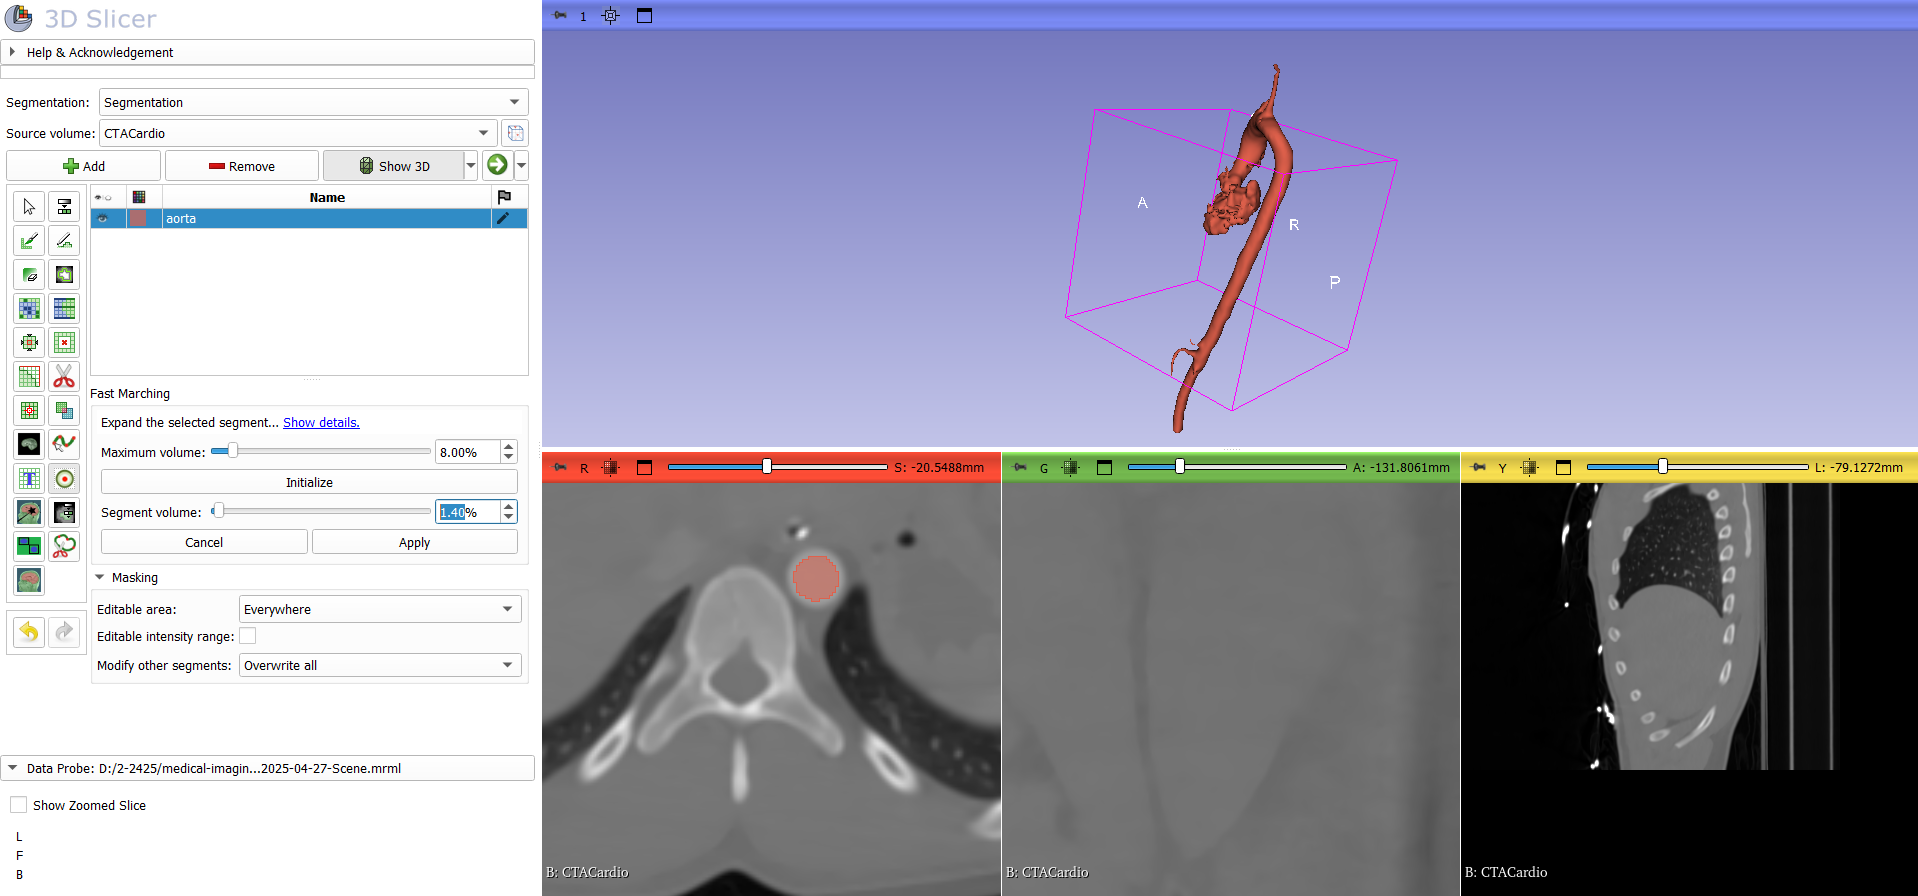 3D Slicer
Help & Acknowledgement
Segmentation: Segmentation
Source volume: CTACardio
Add Remove Show 3D
Name
aorta
Fast Marching
Expand the selected segment... Show details.
Maximum volume: 8.00%
Initialize
Segment volume: 1.40%
Cancel Apply
Masking
Editable area: Everywhere
Editable intensity range:
Modify other segments: Overwrite all
Data Probe: D:/2-2425/medical-imagin...2025-04-27-Scene.mrml
Show Zoomed Slice
L
F
B
1
A
R
P
R S: -20.5488mm
B: CTACardio
G A: -131.8061mm
B: CTACardio
Y L: -79.1272mm
B: CTACardio